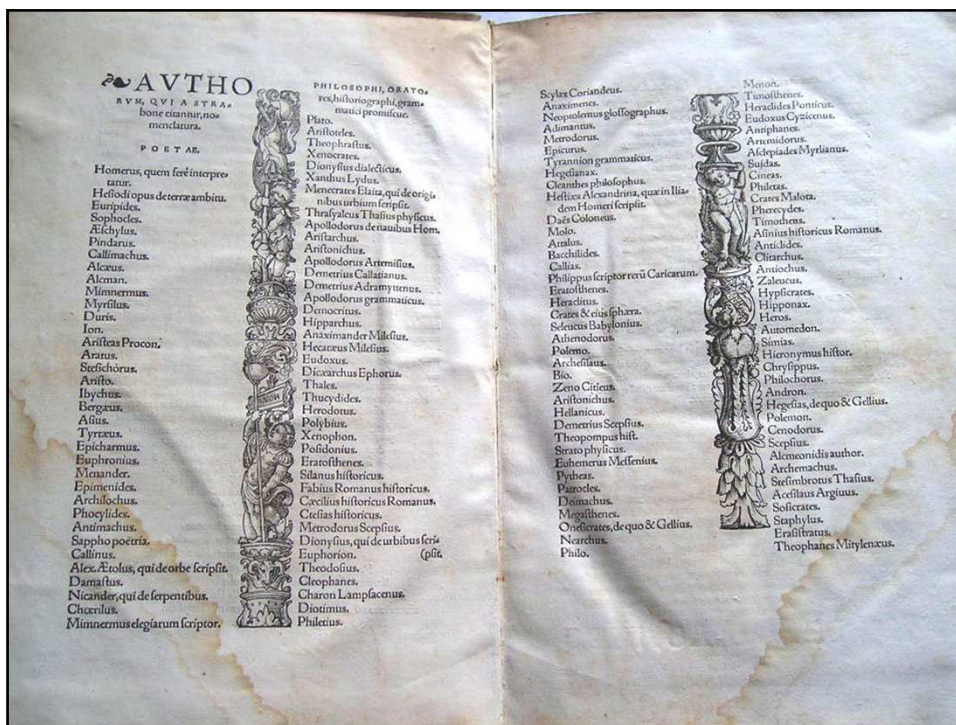 AVTHO
RVM, QVI A STRA-
bone citantur, no-
menclatura.
POETAE.
Homerus, quem ferè interpre-
tatur.
Hesiodi opus de terræ ambitu.
Euripides.
Sophocles.
Æschylus.
Pindarus.
Callimachus.
Alcæus.
Alcman.
Mimnermus.
Myrsilus.
Duris.
Ion.
Aristeas Procon.
Aratus.
Stesichorus.
Aristo.
Ibychus.
Bergæus.
Asius.
Tyrtæus.
Epicharmus.
Euphronius.
Menander.
Epimenides.
Archilochus.
Phocylides.
Antimachus.
Sappho poëtria.
Callinus.
Alex. Ætolus, qui de orbe scripsit.
Damastus.
Nicander, qui de serpentibus.
Chœrilus.
Mimnermus elegiarum scriptor.
PHILOSOPHI, ORATO-
res, historiographi, gram-
matici promiscue.
Plato.
Aristoteles.
Theophrastus.
Xenocrates.
Dionysius dialecticus.
Xanthus Lydus.
Menecrates Elaita, qui de origi-
nibus urbium scripsit.
Thrasyalcus Thasius physicus.
Apollodorus de nauibus Hom.
Aristarchus.
Aristonichus.
Apollodorus Artemisius.
Demetrius Callatianus.
Demetrius Adramyttenus.
Apollodorus grammaticus.
Democritus.
Hipparchus.
Anaximander Milesius.
Hecatæus Milesius.
Eudoxus.
Dicæarchus Ephorus.
Thales.
Thucydides.
Herodotus.
Polybius.
Xenophon.
Posidonius.
Eratosthenes.
Silanus historicus.
Fabius Romanus historicus.
Cæcilius historicus Romanus.
Ctesias historicus.
Metrodorus Scepsius.
Dionysius, qui de urbibus scri-
Euphorion. (psit.
Theodosius.
Cleophanes.
Charon Lampsacenus.
Diotimus.
Philetius.
Scylax Coriandeus.
Anaximenes.
Neoptolemus glossographus.
Adimantus.
Metrodorus.
Epicurus.
Tyrannion grammaticus.
Hegesianax.
Cleanthes philosophus.
Hestiæa Alexandrina, quæ in Ilia-
dem Homeri scripsit.
Daës Coloneus.
Molo.
Attalus.
Bacchilides.
Callias.
Philippus scriptor rerū Caricarum.
Eratosthenes.
Heraclitus.
Crates & eius sphæra.
Seleucus Babylonius.
Athenodorus.
Polemo.
Archesilaus.
Bio.
Zeno Citieus.
Aristonichus.
Hellanicus.
Demetrius Scepsius.
Theopompus hist.
Strato physicus.
Euhemerus Messenius.
Pytheas.
Patrocles.
Deimachus.
Megasthenes.
Onesicrates, de quo & Gellius.
Nearchus.
Philo.
Menon.
Timosthenes.
Heraclides Ponticus.
Eudoxus Cyzicenus.
Antiphanes.
Artemidorus.
Asclepiades Myrlianus.
Suidas.
Cineas.
Philetas.
Crates Malota.
Pherecydes.
Timotheus.
Asinius historicus Romanus.
Anticlides.
Clitarchus.
Antiochus.
Zaleucus.
Hypsicrates.
Hipponax.
Heros.
Automedon.
Simias.
Hieronymus histor.
Chrysippus.
Philochorus.
Andron.
Hegesias, de quo & Gellius.
Polemon.
Cenodorus.
Scepsius.
Alcmeonidis author.
Archemachus.
Stesimbrotus Thasius.
Acesilaus Argiuus.
Sosicrates.
Staphylus.
Erasistratus.
Theophanes Mitylenæus.